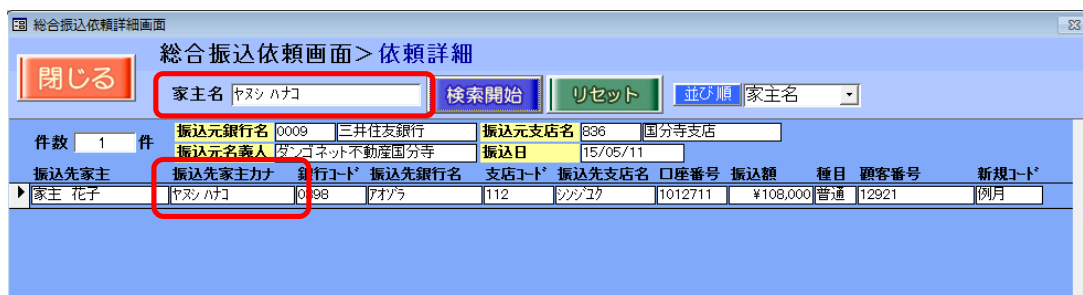 総合振込依頼詳細画面
総合振込依頼画面＞依頼詳細
閉じる
家主名 ﾔﾇｼ ﾊﾅｺ 検索開始 リセット 並び順 家主名
件数 1 件
振込元銀行名 0009 三井住友銀行 振込元支店名 836 国分寺支店
振込元名義人 ダンゴネット不動産国分寺 振込日 15/05/11
振込先家主 振込先家主カナ 銀行ｺｰﾄﾞ 振込先銀行名 支店ｺｰﾄﾞ 振込先支店名 口座番号 振込額 種目 顧客番号 新規ｺｰﾄﾞ
家主 花子 ﾔﾇｼ ﾊﾅｺ 0398 ｱｵｿﾞﾗ 112 ｼﾝｼﾞﾕｸ 1012711 ¥108,000 普通 12921 例月